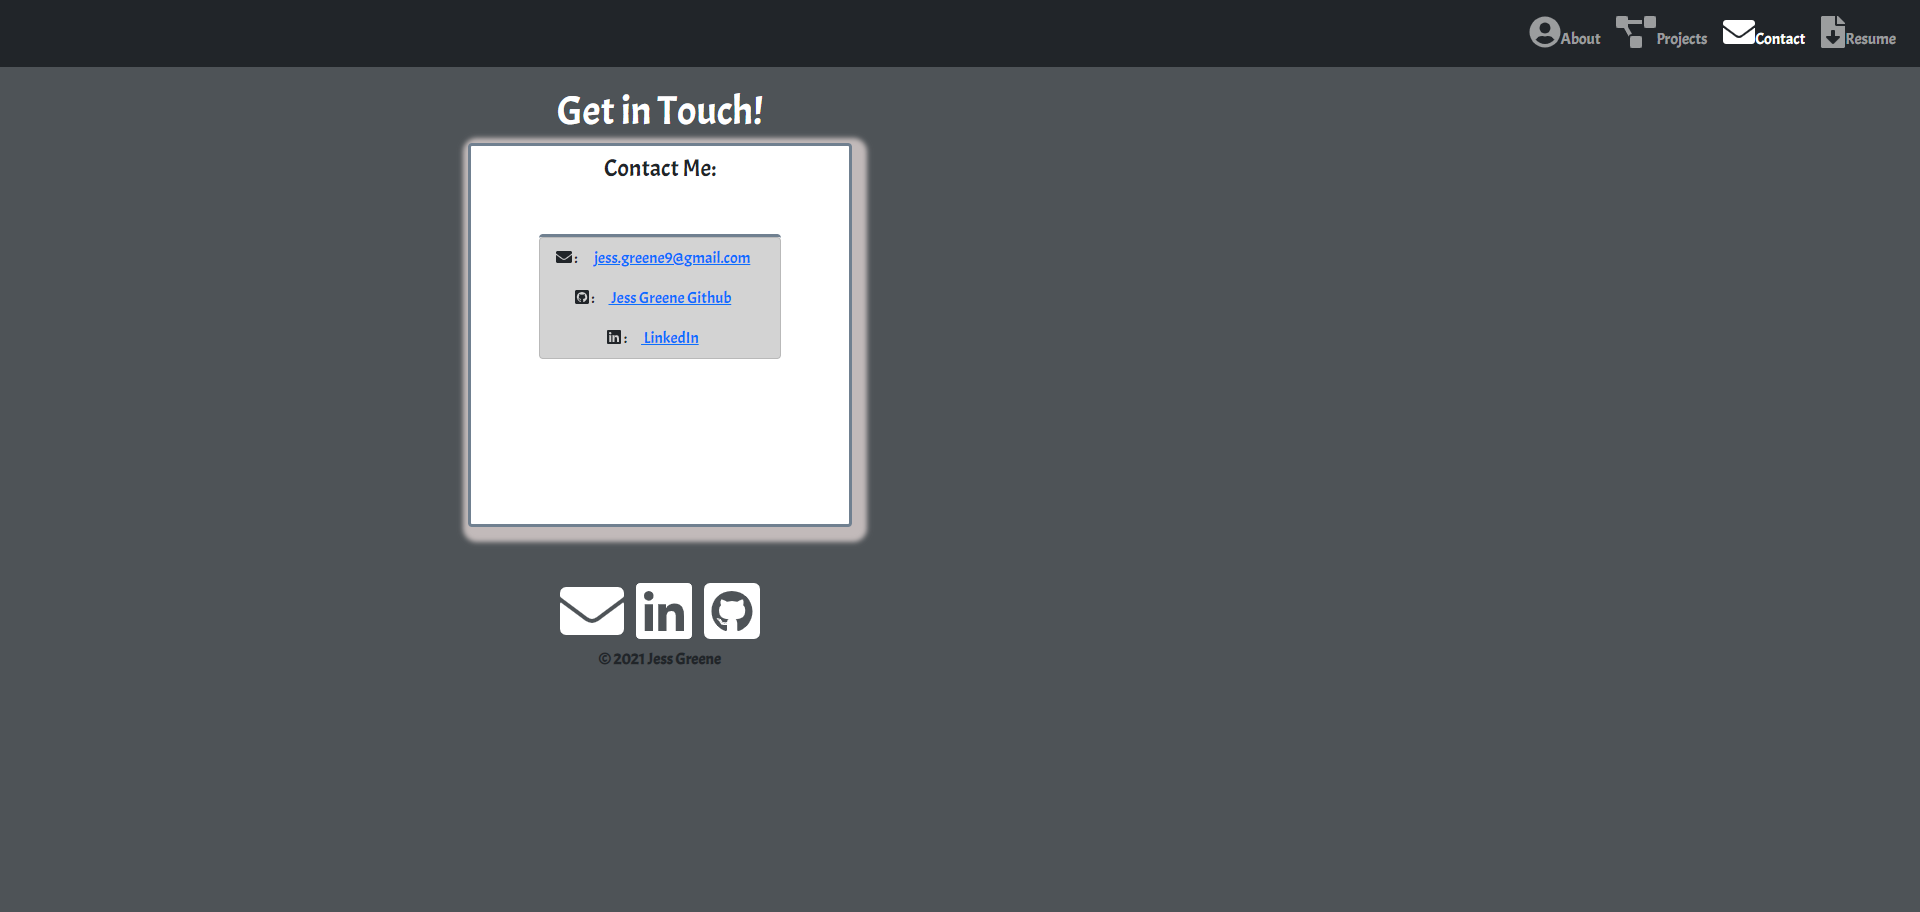 About Projects Contact Resume
Get in Touch!
Contact Me:
: jess.greene9@gmail.com
: Jess Greene Github
: LinkedIn
© 2021 Jess Greene